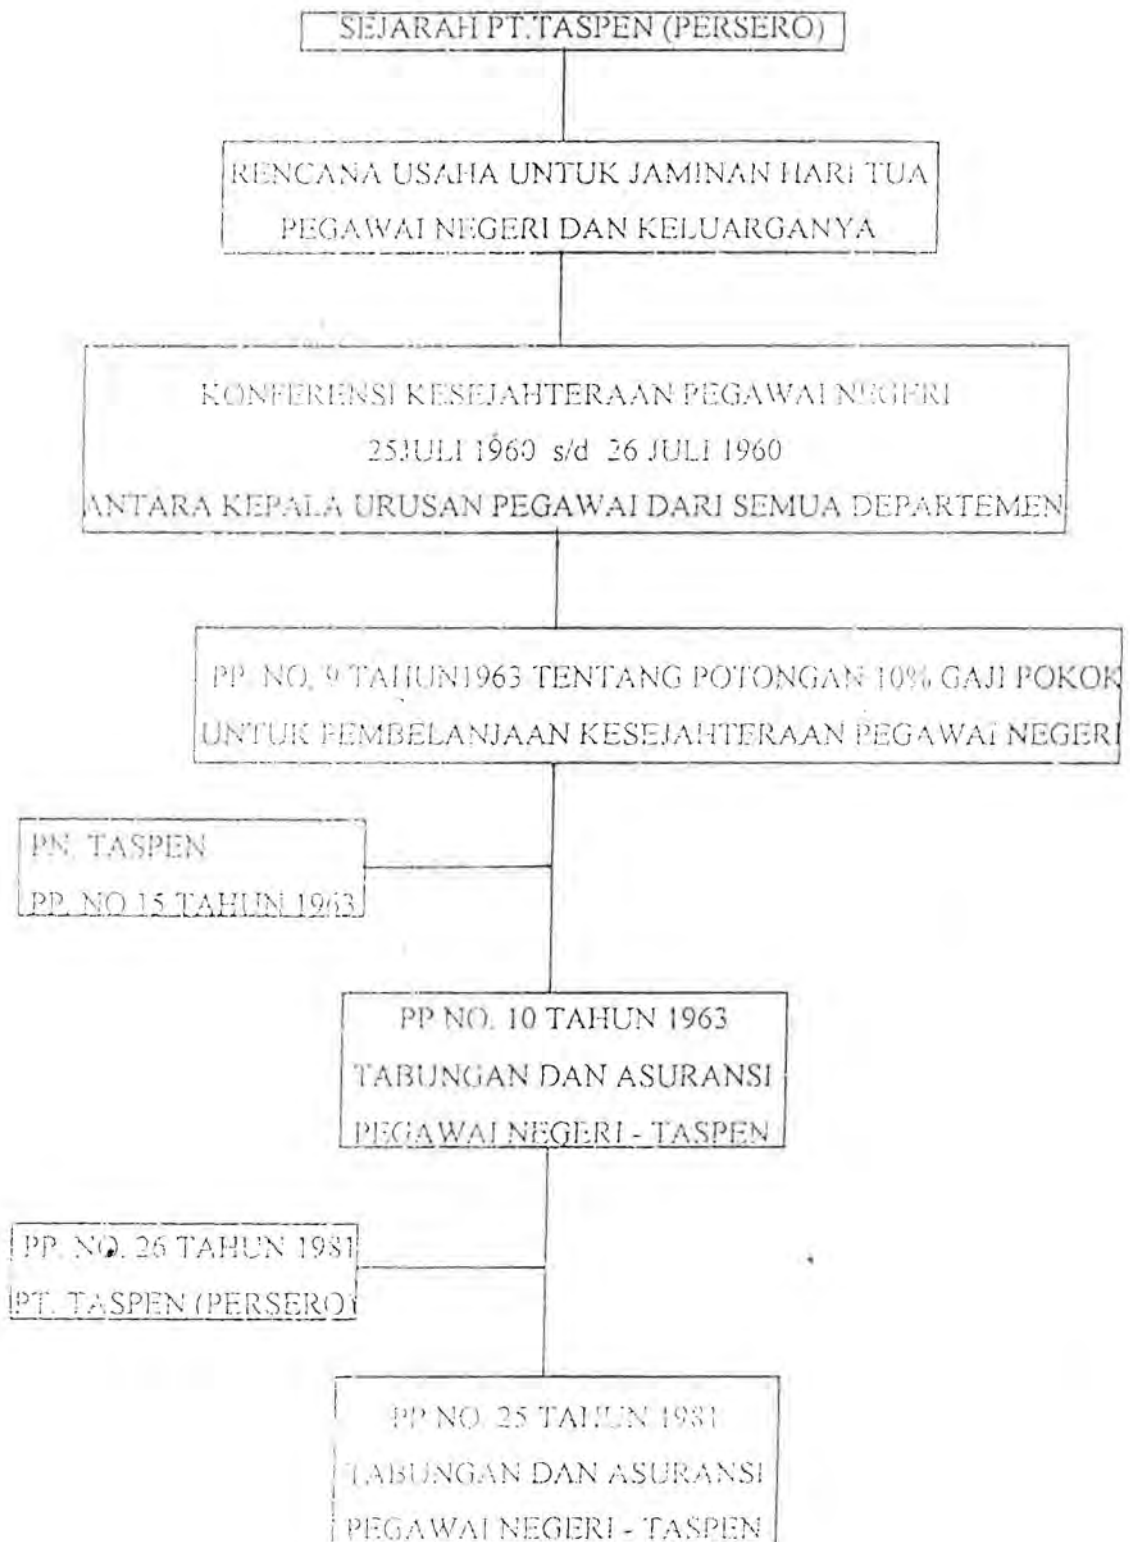 SEJARAH PT.TASPEN (PERSERO)
RENCANA USAHA UNTUK JAMINAN HARI TUA
PEGAWAI NEGERI DAN KELUARGANYA
KONFERENSI KESEJAHTERAAN PEGAWAI NEGERI
25JULI 1960 s/d 26 JULI 1960
ANTARA KEPALA URUSAN PEGAWAI DARI SEMUA DEPARTEMEN
PP. NO. 9 TAHUN1963 TENTANG POTONGAN 10% GAJI POKOK
UNTUK PEMBELANJAAN KESEJAHTERAAN PEGAWAI NEGERI
PN. TASPEN
PP. NO 15 TAHUN 1963
PP NO. 10 TAHUN 1963
TABUNGAN DAN ASURANSI
PEGAWAI NEGERI - TASPEN
PP. NO. 26 TAHUN 1981
PT. TASPEN (PERSERO)
PP NO. 25 TAHUN 1981
TABUNGAN DAN ASURANSI
PEGAWAI NEGERI - TASPEN